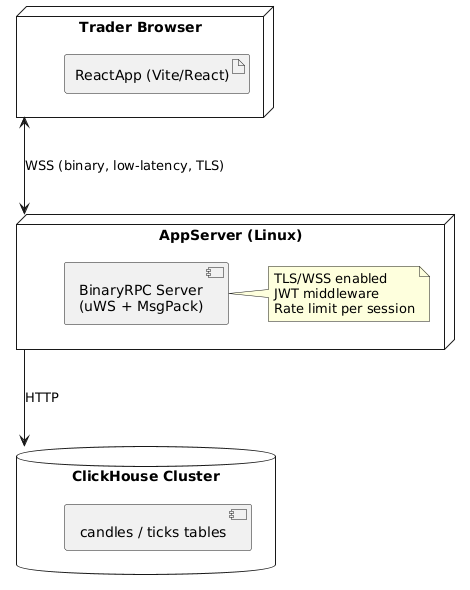 Trader Browser
ReactApp (Vite/React)
WSS (binary, low-latency, TLS)
AppServer (Linux)
BinaryRPC Server
(uWS + MsgPack)
TLS/WSS enabled
JWT middleware
Rate limit per session
HTTP
ClickHouse Cluster
candles / ticks tables